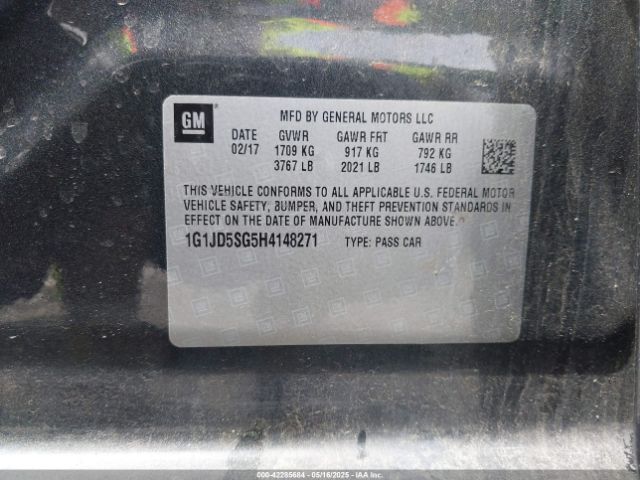 GM
MFD BY GENERAL MOTORS LLC
DATE GVWR GAWR FRT GAWR RR
02/17 1709 KG 917 KG 792 KG
3767 LB 2021 LB 1746 LB
THIS VEHICLE CONFORMS TO ALL APPLICABLE U.S. FEDERAL MOTOR
VEHICLE SAFETY, BUMPER, AND THEFT PREVENTION STANDARDS IN
EFFECT ON THE DATE OF MANUFACTURE SHOWN ABOVE.
1G1JD5SG5H4148271 TYPE: PASS CAR
000-42285684 - 05/16/2025 - IAA Inc.